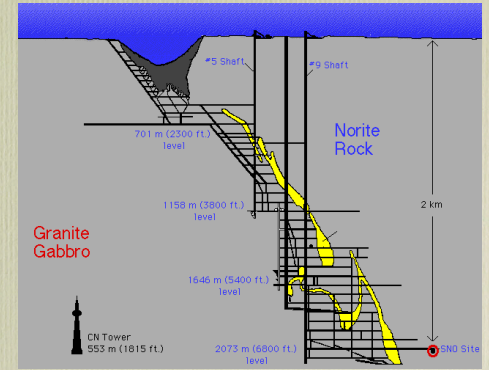 #5 Shaft
#9 Shaft
701 m (2300 ft.)
level
Norite
Rock
1158 m (3800 ft.)
level
2 km
Granite
Gabbro
1646 m (5400 ft.)
level
CN Tower
553 m (1815 ft.)
2073 m (6800 ft.)
level
SNO Site